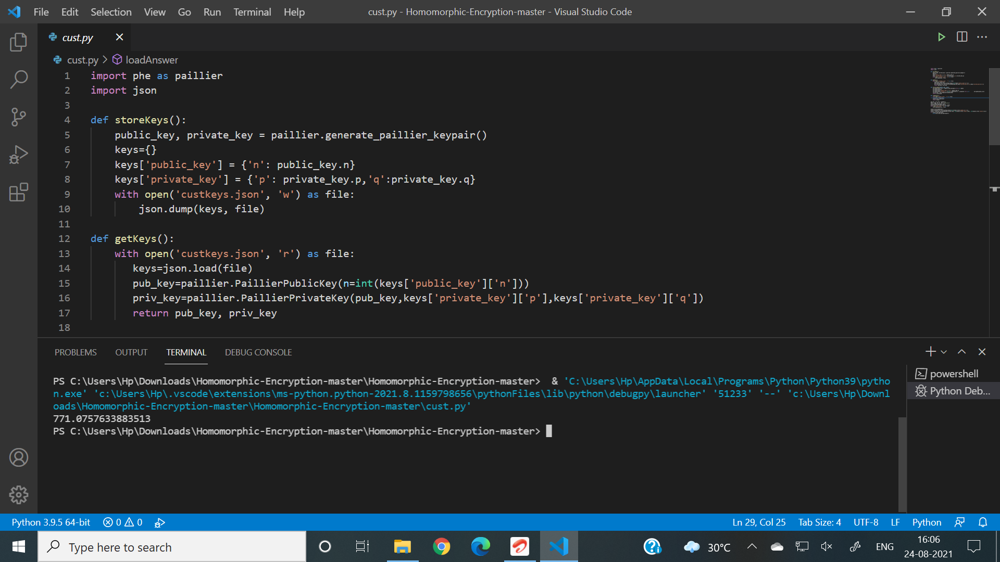 File Edit Selection View Go Run Terminal Help
cust.py - Homomorphic-Encryption-master - Visual Studio Code
cust.py
cust.py > loadAnswer
1 import phe as paillier
2 import json
3
4 def storeKeys():
5 public_key, private_key = paillier.generate_paillier_keypair()
6 keys={}
7 keys['public_key'] = {'n': public_key.n}
8 keys['private_key'] = {'p': private_key.p,'q':private_key.q}
9 with open('custkeys.json', 'w') as file:
10 json.dump(keys, file)
11
12 def getKeys():
13 with open('custkeys.json', 'r') as file:
14 keys=json.load(file)
15 pub_key=paillier.PaillierPublicKey(n=int(keys['public_key']['n']))
16 priv_key=paillier.PaillierPrivateKey(pub_key,keys['private_key']['p'],keys['private_key']['q'])
17 return pub_key, priv_key
18
PROBLEMS OUTPUT TERMINAL DEBUG CONSOLE
PS C:\Users\Hp\Downloads\Homomorphic-Encryption-master\Homomorphic-Encryption-master> & 'C:\Users\Hp\AppData\Local\Programs\Python\Python39\pytho
n.exe' 'c:\Users\Hp\.vscode\extensions\ms-python.python-2021.8.1159798656\pythonFiles\lib\python\debugpy\launcher' '51233' '--' 'c:\Users\Hp\Downl
oads\Homomorphic-Encryption-master\Homomorphic-Encryption-master\cust.py'
771.0757633883513
PS C:\Users\Hp\Downloads\Homomorphic-Encryption-master\Homomorphic-Encryption-master>
powershell
Python Deb...
Python 3.9.5 64-bit 0 0
Ln 29, Col 25 Tab Size: 4 UTF-8 LF Python
Type here to search
30°C
ENG
16:06
24-08-2021